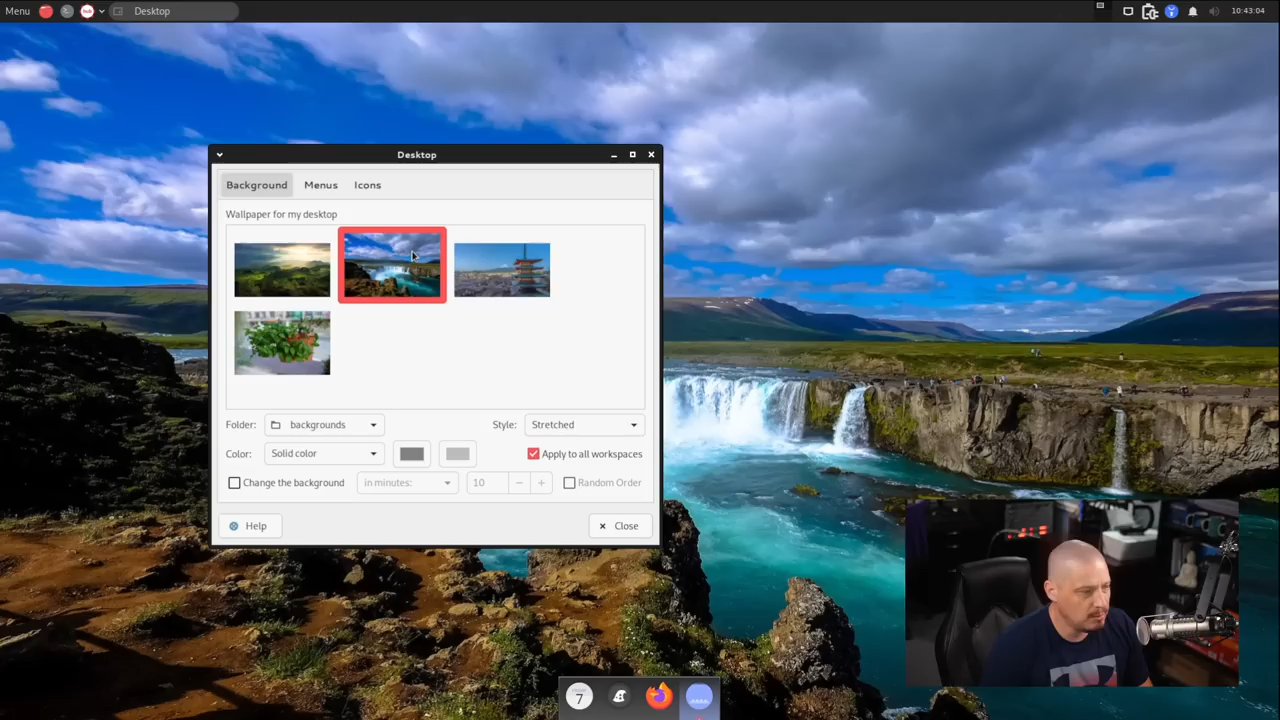 Menu
Desktop
10:43:04
Desktop
Background
Menus
Icons
Wallpaper for my desktop
Folder:
backgrounds
Style:
Stretched
Color:
Solid color
Apply to all workspaces
Change the background
in minutes:
10
Random Order
Help
Close
7